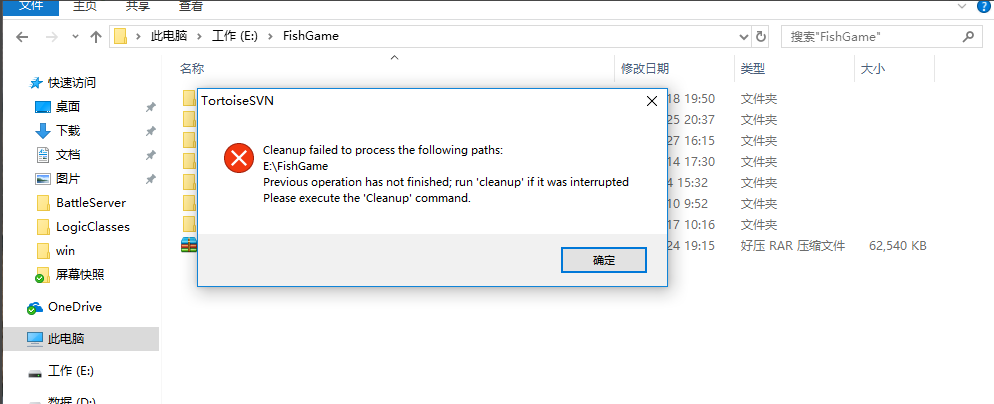 文件 主页 共享 查看
此电脑 工作 (E:) FishGame
搜索"FishGame"
名称 修改日期 类型 大小
快速访问
桌面
下载
文档
图片
BattleServer
LogicClasses
win
屏幕快照
OneDrive
此电脑
工作 (E:)
数据 (D:)
18 19:50 文件夹
25 20:37 文件夹
27 16:15 文件夹
14 17:30 文件夹
4 15:32 文件夹
10 9:52 文件夹
17 10:16 文件夹
24 19:15 好压 RAR 压缩文件 62,540 KB
TortoiseSVN
Cleanup failed to process the following paths:
E:\FishGame
Previous operation has not finished; run 'cleanup' if it was interrupted
Please execute the 'Cleanup' command.
确定